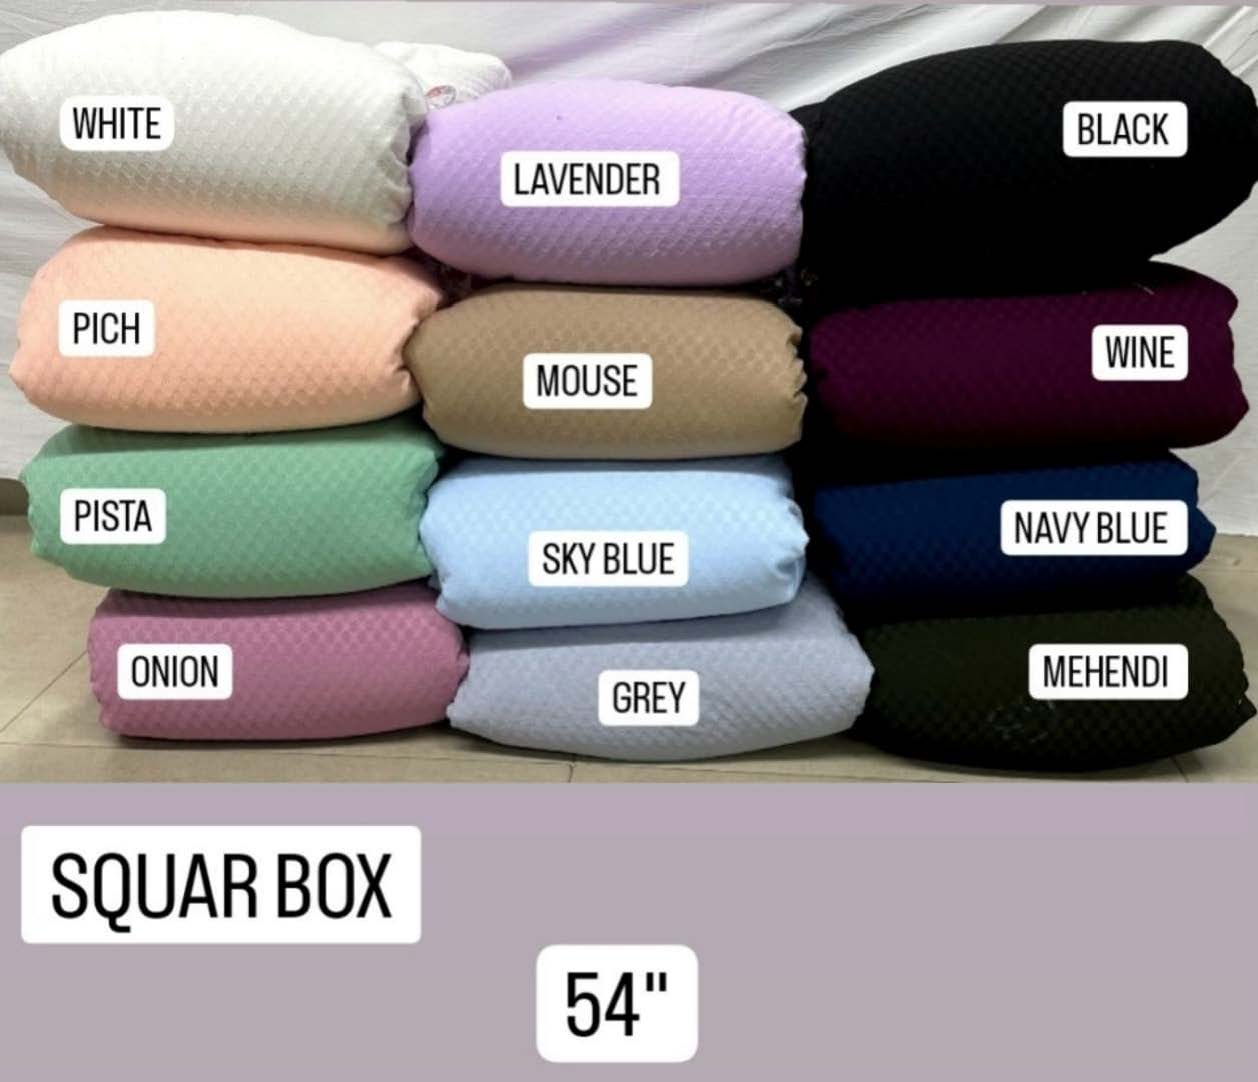 WHITE
LAVENDER
BLACK
PICH
MOUSE
WINE
PISTA
SKY BLUE
NAVY BLUE
ONION
GREY
MEHENDI
SQUAR BOX
54"